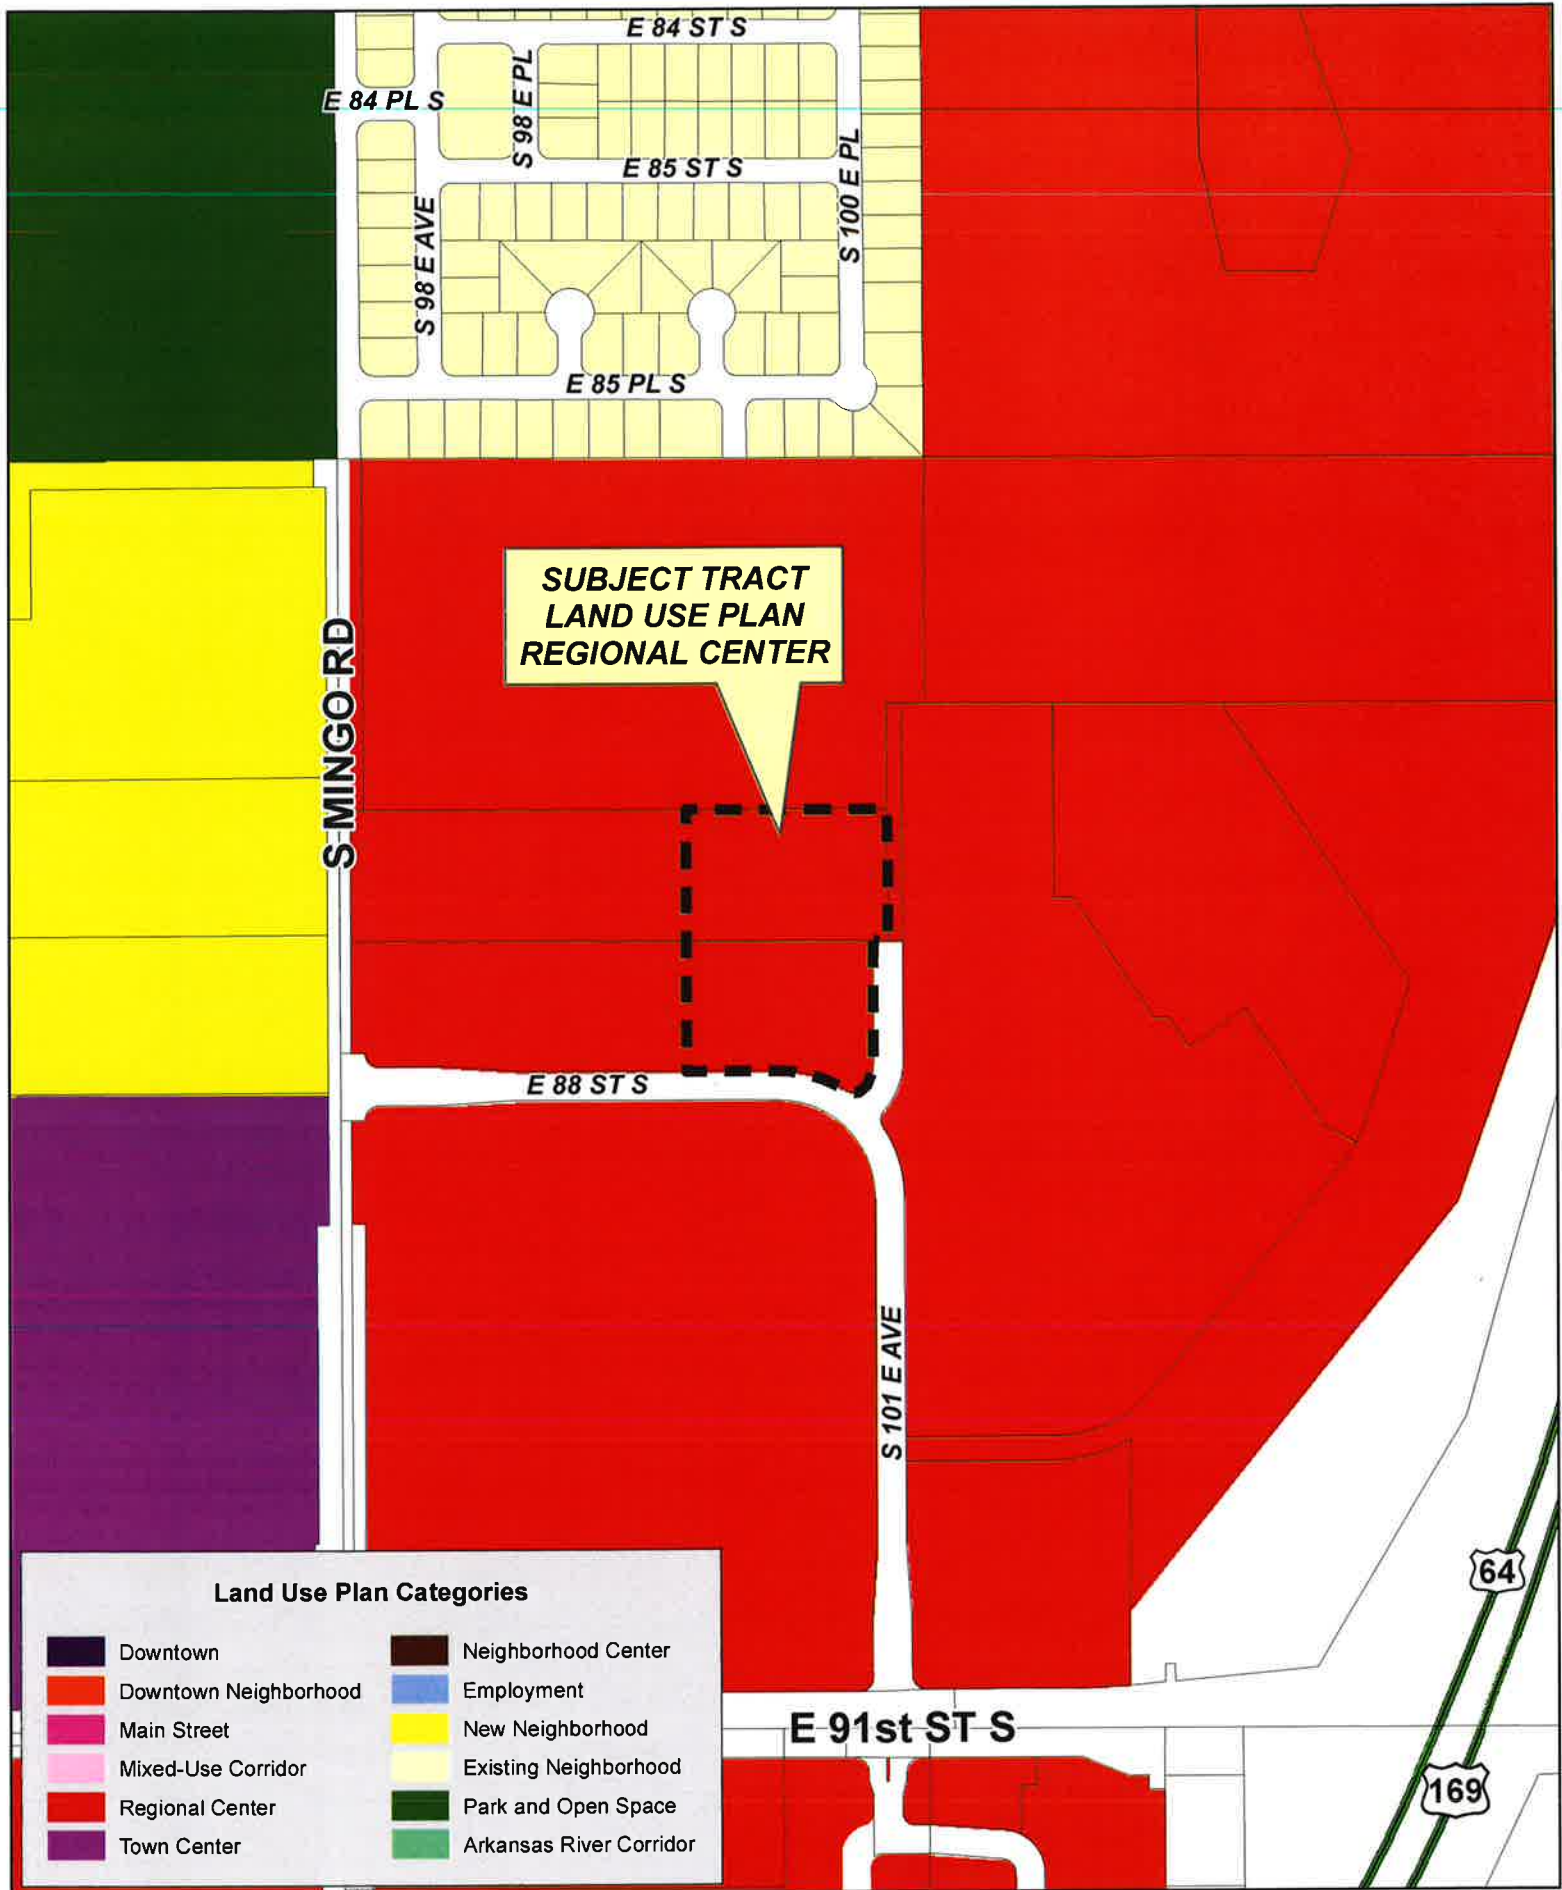 E 84 ST S
E 84 PL S
S 98 E PL
E 85 ST S
S 100 E PL
S 98 E AVE
E 85 PL S
SUBJECT TRACT
LAND USE PLAN
REGIONAL CENTER
S MINGO RD
E 88 ST S
S 101 E AVE
64
169
E 91st ST S
Land Use Plan Categories
Downtown
Downtown Neighborhood
Main Street
Mixed-Use Corridor
Regional Center
Town Center
Neighborhood Center
Employment
New Neighborhood
Existing Neighborhood
Park and Open Space
Arkansas River Corridor